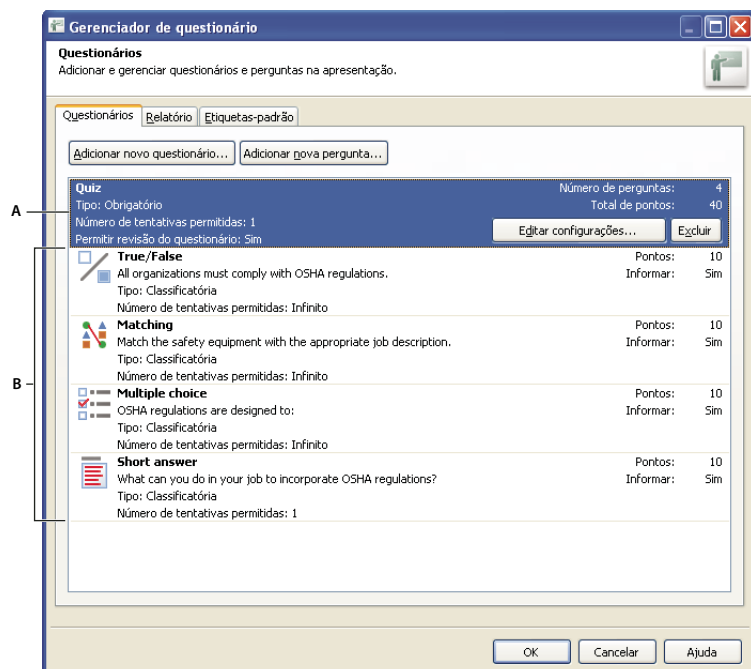 Gerenciador de questionário
Questionários
Adicionar e gerenciar questionários e perguntas na apresentação.
Questionários Relatório Etiquetas-padrão
Adicionar novo questionário... Adicionar nova pergunta...
Quiz Número de perguntas: 4
A Tipo: Obrigatório Total de pontos: 40
Número de tentativas permitidas: 1 Editar configurações... Excluir
Permitir revisão do questionário: Sim
True/False Pontos: 10
All organizations must comply with OSHA regulations. Informar: Sim
Tipo: Classificatória
Número de tentativas permitidas: Infinito
Matching Pontos: 10
Match the safety equipment with the appropriate job description. Informar: Sim
Tipo: Classificatória
Número de tentativas permitidas: Infinito
B Multiple choice Pontos: 10
OSHA regulations are designed to: Informar: Sim
Tipo: Classificatória
Número de tentativas permitidas: Infinito
Short answer Pontos: 10
What can you do in your job to incorporate OSHA regulations? Informar: Sim
Tipo: Classificatória
Número de tentativas permitidas: 1
OK Cancelar Ajuda